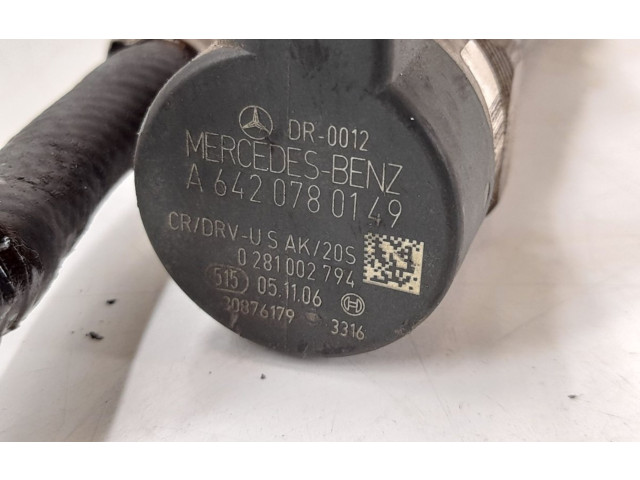 DR-0012
MERCEDES-BENZ
A 642 078 01 49
CR/DRV-U S AK/20S
0 281 002 794
515 05.11.06
30876179 3316